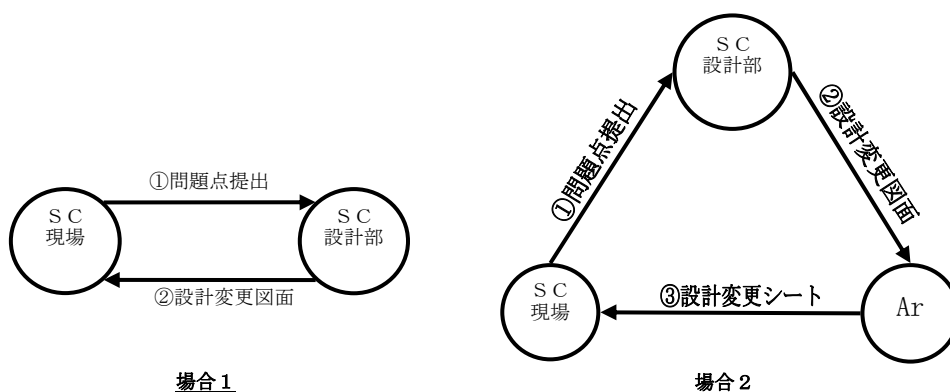 ＳＣ
現場
①問題点提出
ＳＣ
設計部
②設計変更図面
場合１
ＳＣ
設計部
①問題点提出
②設計変更図面
ＳＣ
現場
③設計変更シート
Ar
場合２